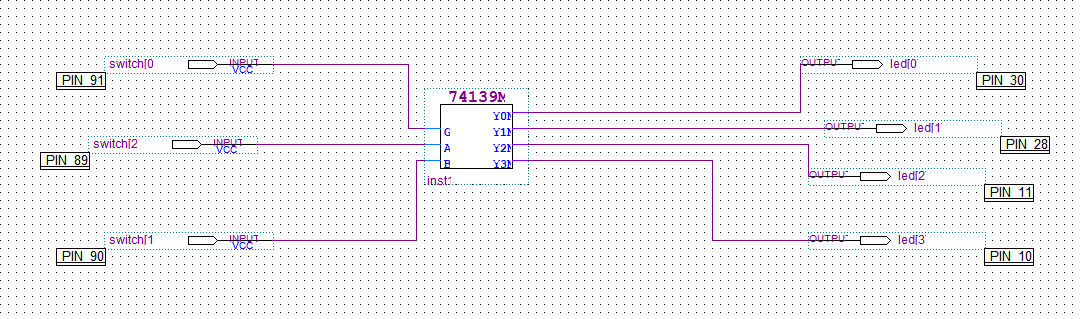 switch[0 INPUT VCC
PIN_91
switch[2 INPUT VCC
PIN_89
switch[1 INPUT VCC
PIN_90
74139M
G Y0N
A Y1N
B Y2N
Y3N
inst1
OUTPUT led[0
PIN_30
OUTPUT led[1
PIN_28
OUTPUT led[2
PIN_11
OUTPUT led[3
PIN_10